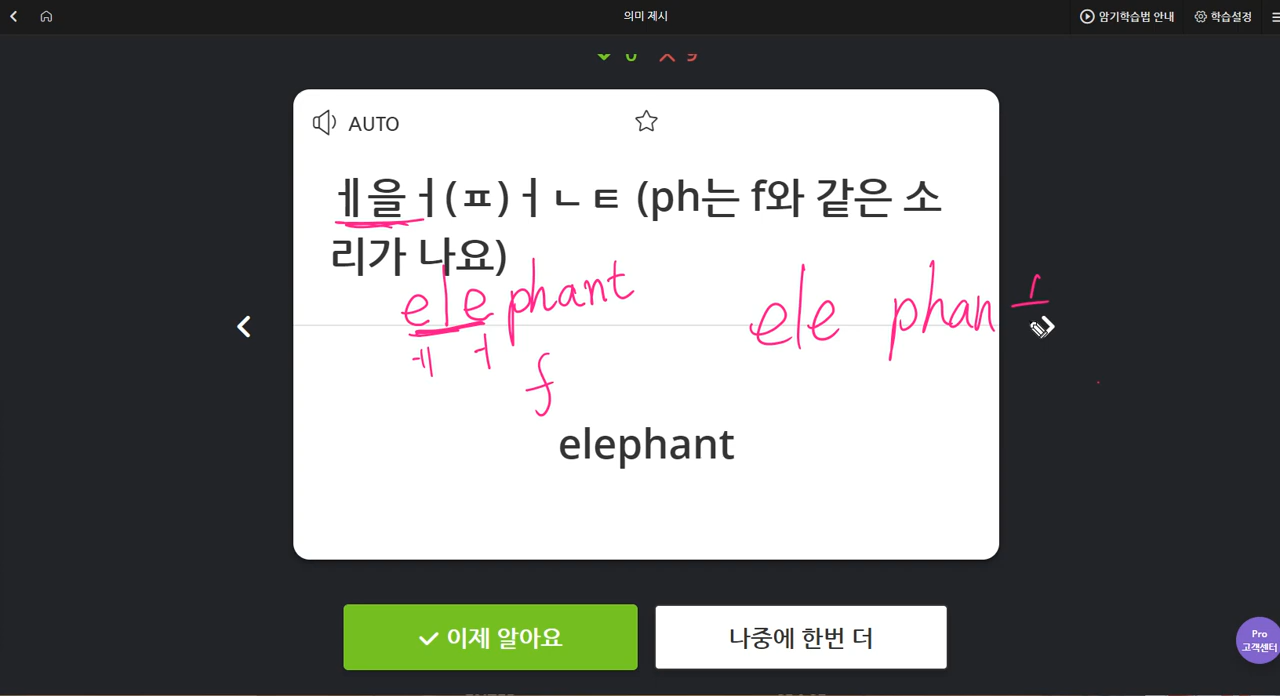 의미 제시
암기학습법 안내
학습설정
AUTO
ㅔ을ㅓ(ㅍ)ㅓㄴㅌ (ph는 f와 같은 소
리가 나요)
elephant
ele phant
ㅔ ㅓ
f
elephant
이제 알아요
나중에 한번 더
Pro
고객센터